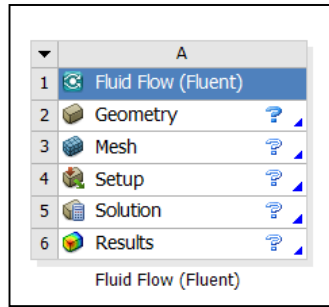 A
1 Fluid Flow (Fluent)
2 Geometry ?
3 Mesh ?
4 Setup ?
5 Solution ?
6 Results ?
Fluid Flow (Fluent)